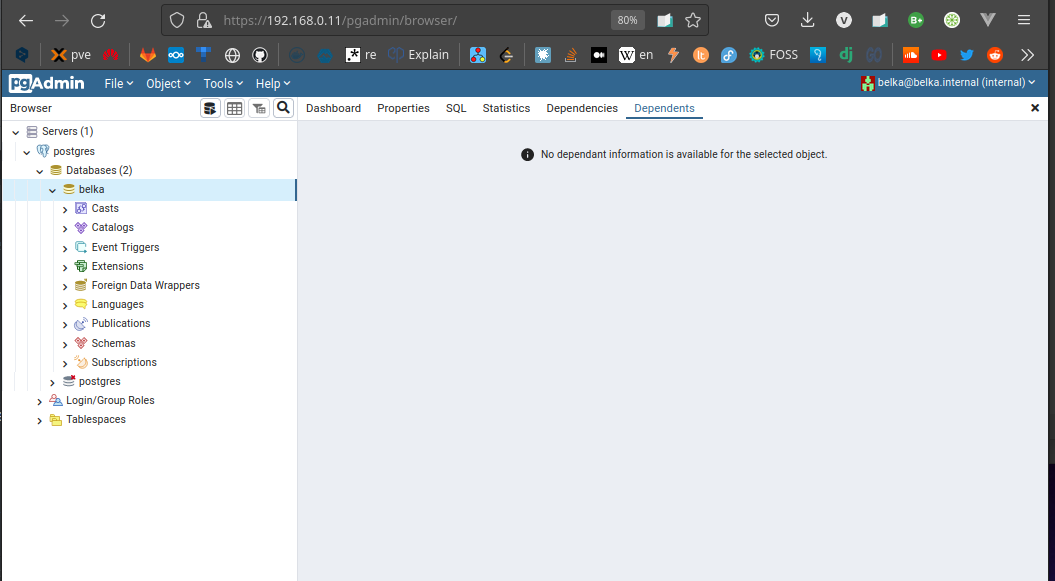 https://192.168.0.11/pgadmin/browser/ 80%
pve re Explain en FOSS
pgAdmin File Object Tools Help belka@belka.internal (internal)
Browser Dashboard Properties SQL Statistics Dependencies Dependents
Servers (1)
No dependant information is available for the selected object.
postgres
Databases (2)
belka
Casts
Catalogs
Event Triggers
Extensions
Foreign Data Wrappers
Languages
Publications
Schemas
Subscriptions
postgres
Login/Group Roles
Tablespaces